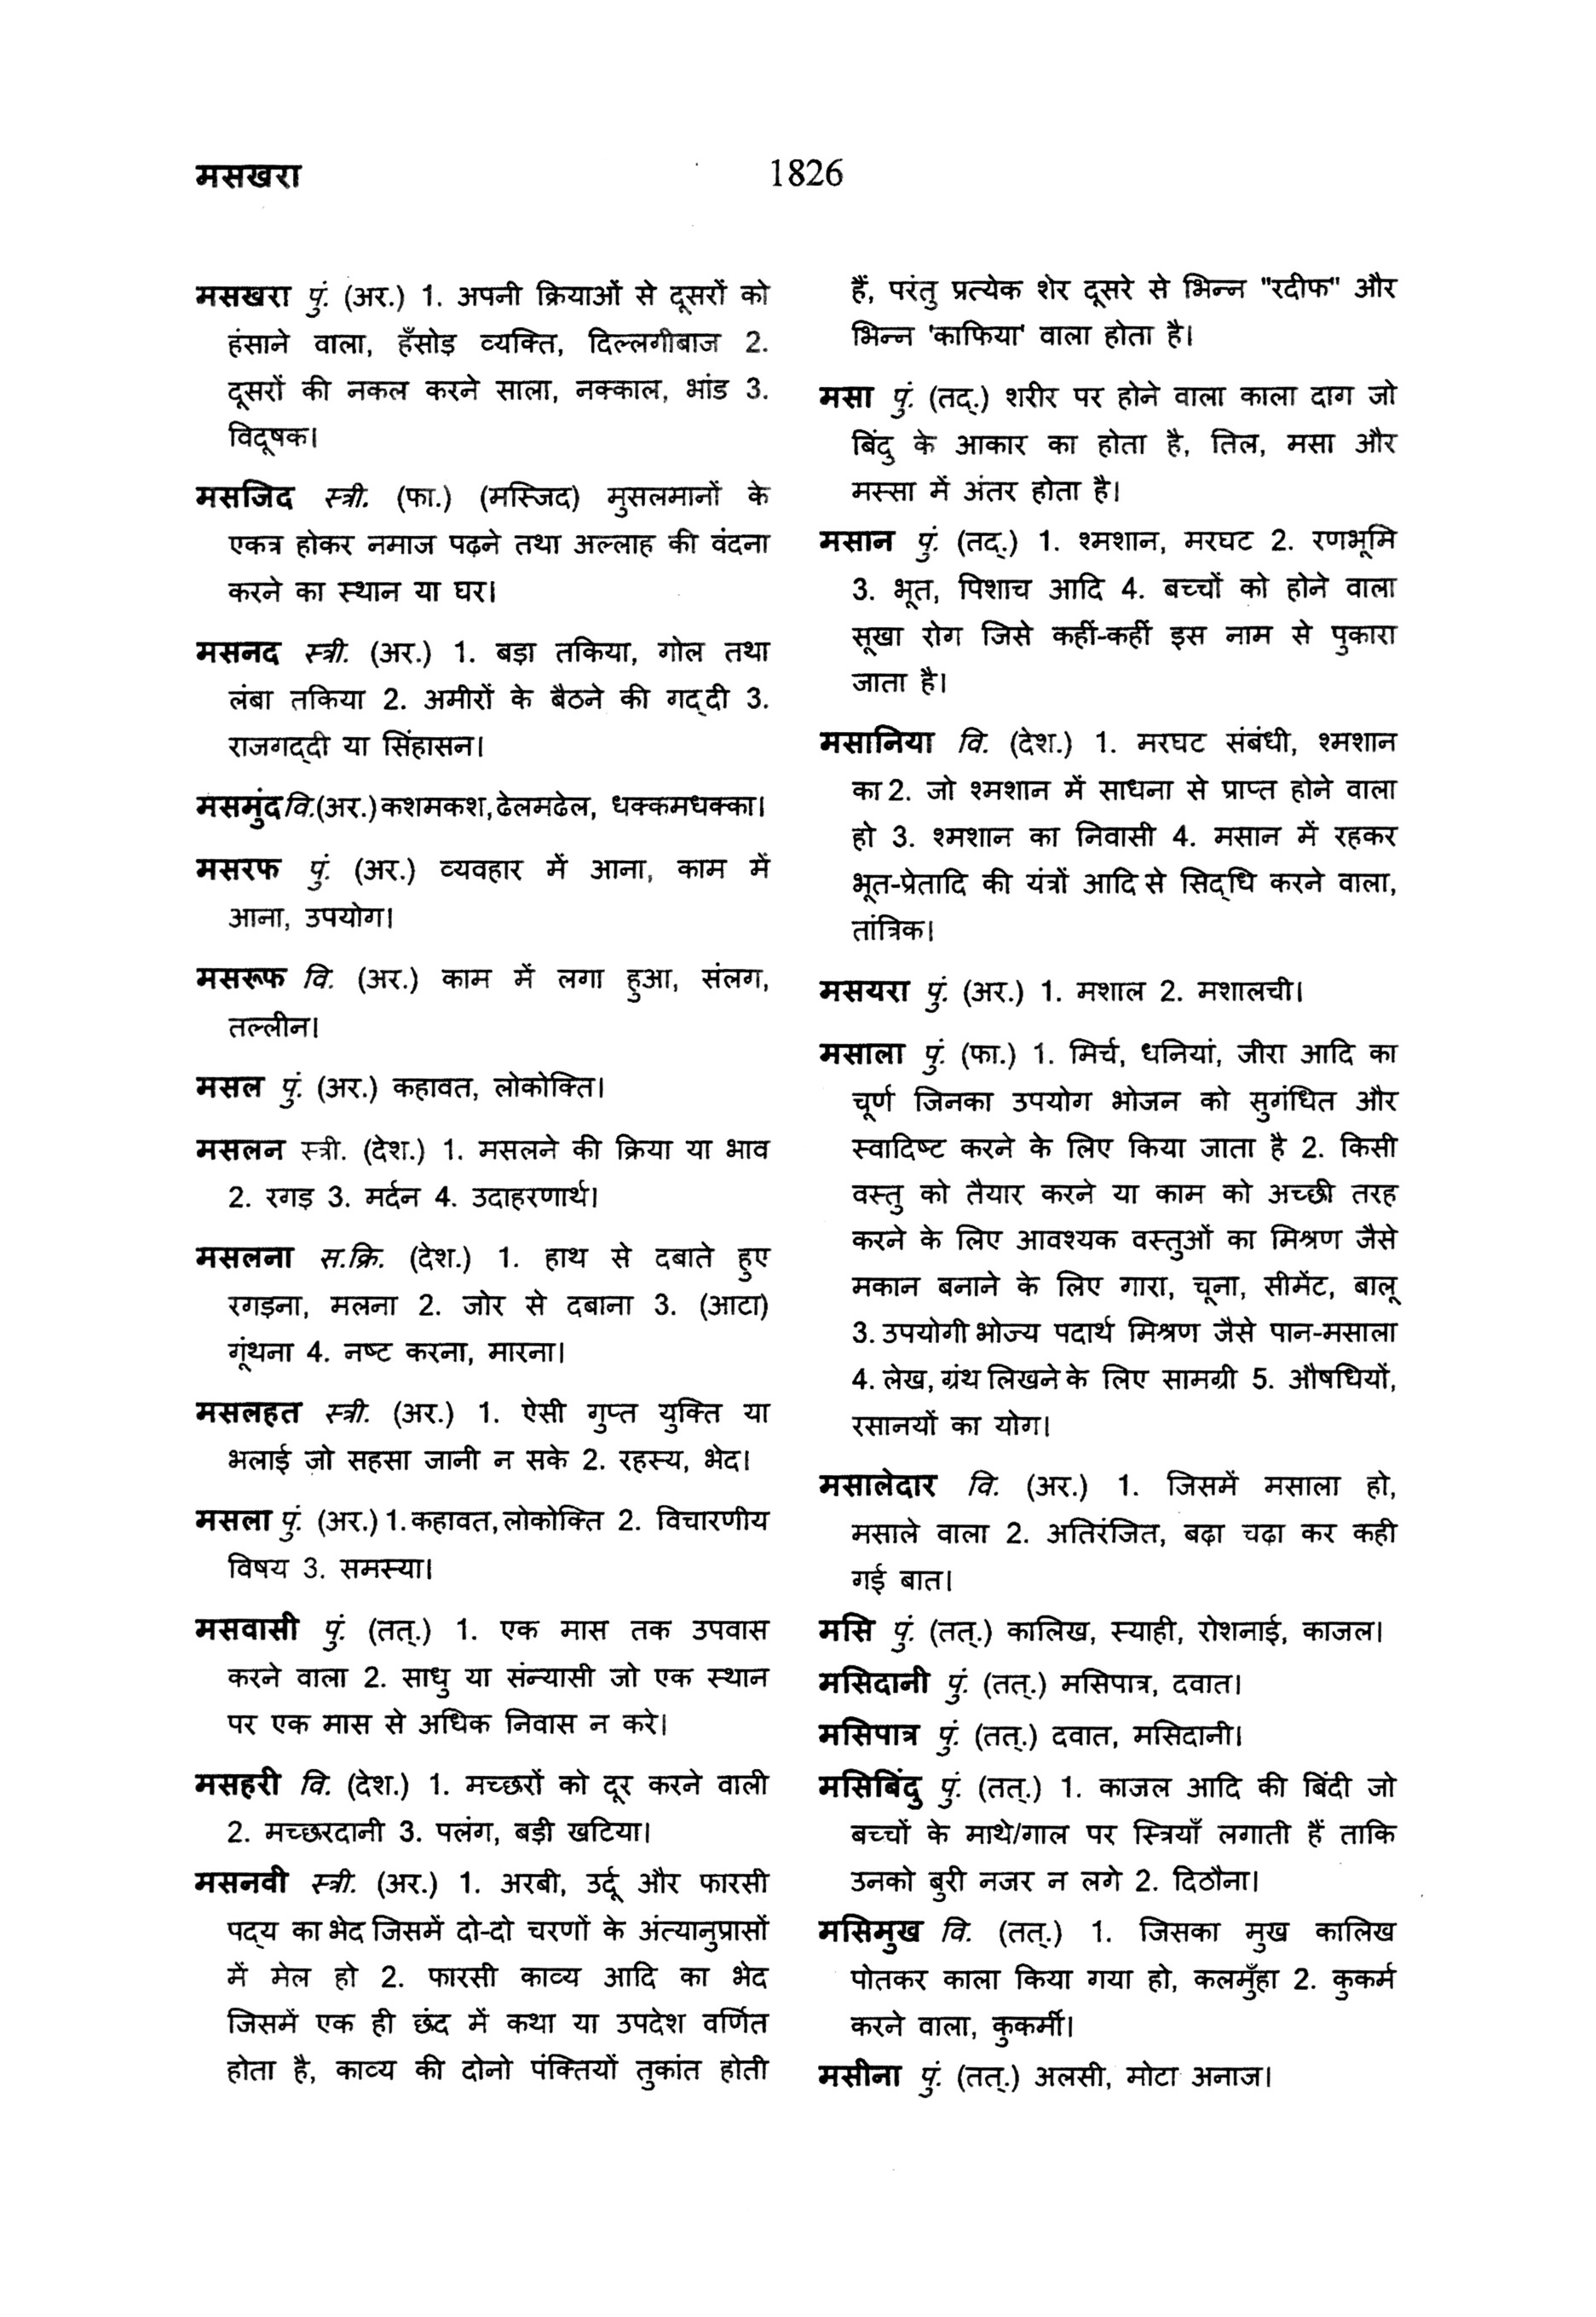 मसखरा
1826
मसखरा पुं. (अर.) 1. अपनी क्रियाओं से दूसरों को
हंसाने वाला, हँसोड़ व्यक्ति, दिल्लगीबाज 2.
दूसरों की नकल करने साला, नक्काल, भांड 3.
विदूषक।
मसजिद स्त्री. (फा.) (मस्जिद) मुसलमानों के
एकत्र होकर नमाज पढ़ने तथा अल्लाह की वंदना
करने का स्थान या घर।
मसनद स्त्री. (अर.) 1. बड़ा तकिया, गोल तथा
लंबा तकिया 2. अमीरों के बैठने की गद्‌दी 3.
राजगद्‌दी या सिंहासन।
मसमुंद वि.(अर.) कशमकश, ढेलमढेल, धक्कमधक्का।
मसरफ पुं. (अर.) व्यवहार में आना, काम में
आना, उपयोग।
मसरूफ वि. (अर.) काम में लगा हुआ, संलग,
तल्लीन।
मसल पुं. (अर.) कहावत, लोकोक्ति।
मसलन स्त्री. (देश.) 1. मसलने की क्रिया या भाव
2. रगड़ 3. मर्दन 4. उदाहरणार्थ।
मसलना स.क्रि. (देश.) 1. हाथ से दबाते हुए
रगड़ना, मलना 2. जोर से दबाना 3. (आटा)
गूंथना 4. नष्ट करना, मारना।
मसलहत स्त्री. (अर.) 1. ऐसी गुप्त युक्ति या
भलाई जो सहसा जानी न सके 2. रहस्य, भेद।
मसला पुं. (अर.) 1. कहावत, लोकोक्ति 2. विचारणीय
विषय 3. समस्या।
मसवासी पुं. (तत्.) 1. एक मास तक उपवास
करने वाला 2. साधु या संन्यासी जो एक स्थान
पर एक मास से अधिक निवास न करे।
मसहरी वि. (देश.) 1. मच्छरों को दूर करने वाली
2. मच्छरदानी 3. पलंग, बड़ी खटिया।
मसनवी स्त्री. (अर.) 1. अरबी, उर्दू और फारसी
पद्‌य का भेद जिसमें दो-दो चरणों के अंत्यानुप्रासों
में मेल हो 2. फारसी काव्य आदि का भेद
जिसमें एक ही छंद में कथा या उपदेश वर्णित
होता है, काव्य की दोनो पंक्तियों तुकांत होती
हैं, परंतु प्रत्येक शेर दूसरे से भिन्न "रदीफ" और
भिन्न 'काफिया' वाला होता है।
मसा पुं. (तद्.) शरीर पर होने वाला काला दाग जो
बिंदु के आकार का होता है, तिल, मसा और
मस्सा में अंतर होता है।
मसान पुं. (तद्.) 1. श्मशान, मरघट 2. रणभूमि
3. भूत, पिशाच आदि 4. बच्चों को होने वाला
सूखा रोग जिसे कहीं-कहीं इस नाम से पुकारा
जाता है।
मसानिया वि. (देश.) 1. मरघट संबंधी, श्मशान
का 2. जो श्मशान में साधना से प्राप्त होने वाला
हो 3. श्मशान का निवासी 4. मसान में रहकर
भूत-प्रेतादि की यंत्रों आदि से सिद्‌धि करने वाला,
तांत्रिक।
मसयरा पुं. (अर.) 1. मशाल 2. मशालची।
मसाला पुं. (फा.) 1. मिर्च, धनियां, जीरा आदि का
चूर्ण जिनका उपयोग भोजन को सुगंधित और
स्वादिष्ट करने के लिए किया जाता है 2. किसी
वस्तु को तैयार करने या काम को अच्छी तरह
करने के लिए आवश्यक वस्तुओं का मिश्रण जैसे
मकान बनाने के लिए गारा, चूना, सीमेंट, बालू
3. उपयोगी भोज्य पदार्थ मिश्रण जैसे पान-मसाला
4. लेख, ग्रंथ लिखने के लिए सामग्री 5. औषधियों,
रसानयों का योग।
मसालेदार वि. (अर.) 1. जिसमें मसाला हो,
मसाले वाला 2. अतिरंजित, बढ़ा चढ़ा कर कही
गई बात।
मसि पुं. (तत्.) कालिख, स्याही, रोशनाई, काजल।
मसिदानी पुं. (तत्.) मसिपात्र, दवात।
मसिपात्र पुं. (तत्.) दवात, मसिदानी।
मसिबिंदु पुं. (तत्.) 1. काजल आदि की बिंदी जो
बच्चों के माथे/गाल पर स्त्रियाँ लगाती हैं ताकि
उनको बुरी नजर न लगे 2. दिठौना।
मसिमुख वि. (तत्.) 1. जिसका मुख कालिख
पोतकर काला किया गया हो, कलमुँहा 2. कुकर्म
करने वाला, कुकर्मी।
मसीना पुं. (तत्.) अलसी, मोटा अनाज।